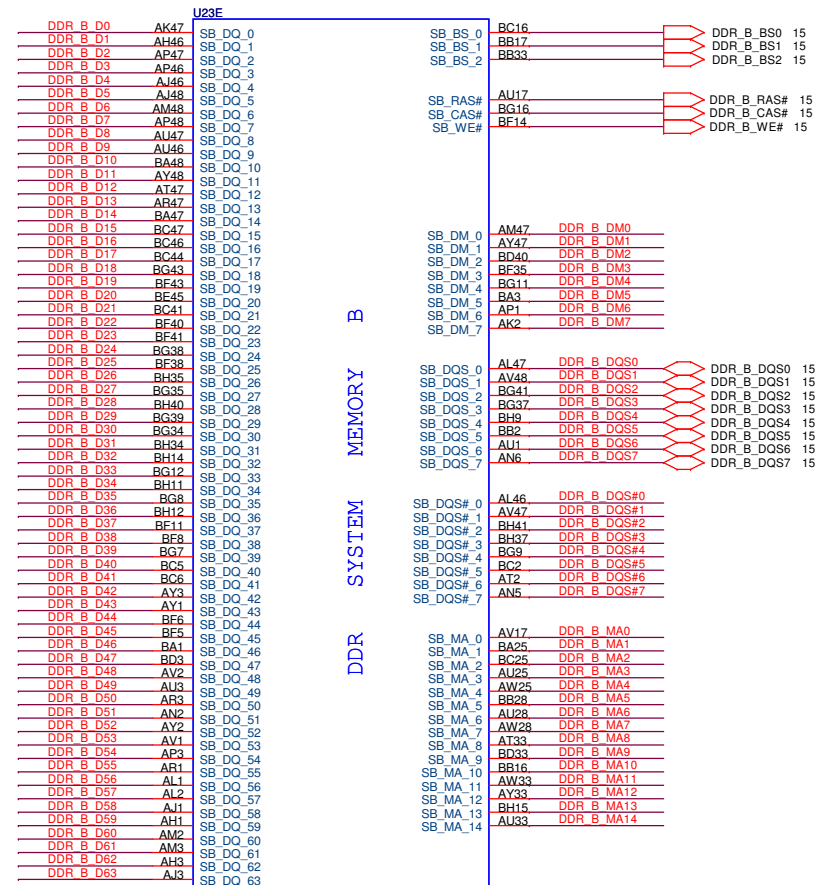 U23E
DDR_B_D0 AK47 SB_DQ_0
DDR_B_D1 AH46 SB_DQ_1
DDR_B_D2 AP47 SB_DQ_2
DDR_B_D3 AP46 SB_DQ_3
DDR_B_D4 AJ46 SB_DQ_4
DDR_B_D5 AJ48 SB_DQ_5
DDR_B_D6 AM48 SB_DQ_6
DDR_B_D7 AP48 SB_DQ_7
DDR_B_D8 AU47 SB_DQ_8
DDR_B_D9 AU46 SB_DQ_9
DDR_B_D10 BA48 SB_DQ_10
DDR_B_D11 AY48 SB_DQ_11
DDR_B_D12 AT47 SB_DQ_12
DDR_B_D13 AR47 SB_DQ_13
DDR_B_D14 BA47 SB_DQ_14
DDR_B_D15 BC47 SB_DQ_15
DDR_B_D16 BC46 SB_DQ_16
DDR_B_D17 BC44 SB_DQ_17
DDR_B_D18 BG43 SB_DQ_18
DDR_B_D19 BF43 SB_DQ_19
DDR_B_D20 BE45 SB_DQ_20
DDR_B_D21 BC41 SB_DQ_21
DDR_B_D22 BF40 SB_DQ_22
DDR_B_D23 BF41 SB_DQ_23
DDR_B_D24 BG38 SB_DQ_24
DDR_B_D25 BF38 SB_DQ_25
DDR_B_D26 BH35 SB_DQ_26
DDR_B_D27 BG35 SB_DQ_27
DDR_B_D28 BH40 SB_DQ_28
DDR_B_D29 BG39 SB_DQ_29
DDR_B_D30 BG34 SB_DQ_30
DDR_B_D31 BH34 SB_DQ_31
DDR_B_D32 BH14 SB_DQ_32
DDR_B_D33 BG12 SB_DQ_33
DDR_B_D34 BH11 SB_DQ_34
DDR_B_D35 BG8 SB_DQ_35
DDR_B_D36 BH12 SB_DQ_36
DDR_B_D37 BF11 SB_DQ_37
DDR_B_D38 BF8 SB_DQ_38
DDR_B_D39 BG7 SB_DQ_39
DDR_B_D40 BC5 SB_DQ_40
DDR_B_D41 BC6 SB_DQ_41
DDR_B_D42 AY3 SB_DQ_42
DDR_B_D43 AY1 SB_DQ_43
DDR_B_D44 BF6 SB_DQ_44
DDR_B_D45 BF5 SB_DQ_45
DDR_B_D46 BA1 SB_DQ_46
DDR_B_D47 BD3 SB_DQ_47
DDR_B_D48 AV2 SB_DQ_48
DDR_B_D49 AU3 SB_DQ_49
DDR_B_D50 AR3 SB_DQ_50
DDR_B_D51 AN2 SB_DQ_51
DDR_B_D52 AY2 SB_DQ_52
DDR_B_D53 AV1 SB_DQ_53
DDR_B_D54 AP3 SB_DQ_54
DDR_B_D55 AR1 SB_DQ_55
DDR_B_D56 AL1 SB_DQ_56
DDR_B_D57 AL2 SB_DQ_57
DDR_B_D58 AJ1 SB_DQ_58
DDR_B_D59 AH1 SB_DQ_59
DDR_B_D60 AM2 SB_DQ_60
DDR_B_D61 AM3 SB_DQ_61
DDR_B_D62 AH3 SB_DQ_62
DDR_B_D63 AJ3 SB_DQ_63
DDR SYSTEM MEMORY B
SB_BS_0 BC16 DDR_B_BS0 15
SB_BS_1 BB17 DDR_B_BS1 15
SB_BS_2 BB33 DDR_B_BS2 15
SB_RAS# AU17 DDR_B_RAS# 15
SB_CAS# BG16 DDR_B_CAS# 15
SB_WE# BF14 DDR_B_WE# 15
SB_DM_0 AM47 DDR_B_DM0
SB_DM_1 AY47 DDR_B_DM1
SB_DM_2 BD40 DDR_B_DM2
SB_DM_3 BF35 DDR_B_DM3
SB_DM_4 BG11 DDR_B_DM4
SB_DM_5 BA3 DDR_B_DM5
SB_DM_6 AP1 DDR_B_DM6
SB_DM_7 AK2 DDR_B_DM7
SB_DQS_0 AL47 DDR_B_DQS0 DDR_B_DQS0 15
SB_DQS_1 AV48 DDR_B_DQS1 DDR_B_DQS1 15
SB_DQS_2 BG41 DDR_B_DQS2 DDR_B_DQS2 15
SB_DQS_3 BG37 DDR_B_DQS3 DDR_B_DQS3 15
SB_DQS_4 BH9 DDR_B_DQS4 DDR_B_DQS4 15
SB_DQS_5 BB2 DDR_B_DQS5 DDR_B_DQS5 15
SB_DQS_6 AU1 DDR_B_DQS6 DDR_B_DQS6 15
SB_DQS_7 AN6 DDR_B_DQS7 DDR_B_DQS7 15
SB_DQS#_0 AL46 DDR_B_DQS#0
SB_DQS#_1 AV47 DDR_B_DQS#1
SB_DQS#_2 BH41 DDR_B_DQS#2
SB_DQS#_3 BH37 DDR_B_DQS#3
SB_DQS#_4 BG9 DDR_B_DQS#4
SB_DQS#_5 BC2 DDR_B_DQS#5
SB_DQS#_6 AT2 DDR_B_DQS#6
SB_DQS#_7 AN5 DDR_B_DQS#7
SB_MA_0 AV17 DDR_B_MA0
SB_MA_1 BA25 DDR_B_MA1
SB_MA_2 BC25 DDR_B_MA2
SB_MA_3 AU25 DDR_B_MA3
SB_MA_4 AW25 DDR_B_MA4
SB_MA_5 BB28 DDR_B_MA5
SB_MA_6 AU28 DDR_B_MA6
SB_MA_7 AW28 DDR_B_MA7
SB_MA_8 AT33 DDR_B_MA8
SB_MA_9 BD33 DDR_B_MA9
SB_MA_10 BB16 DDR_B_MA10
SB_MA_11 AW33 DDR_B_MA11
SB_MA_12 AY33 DDR_B_MA12
SB_MA_13 BH15 DDR_B_MA13
SB_MA_14 AU33 DDR_B_MA14